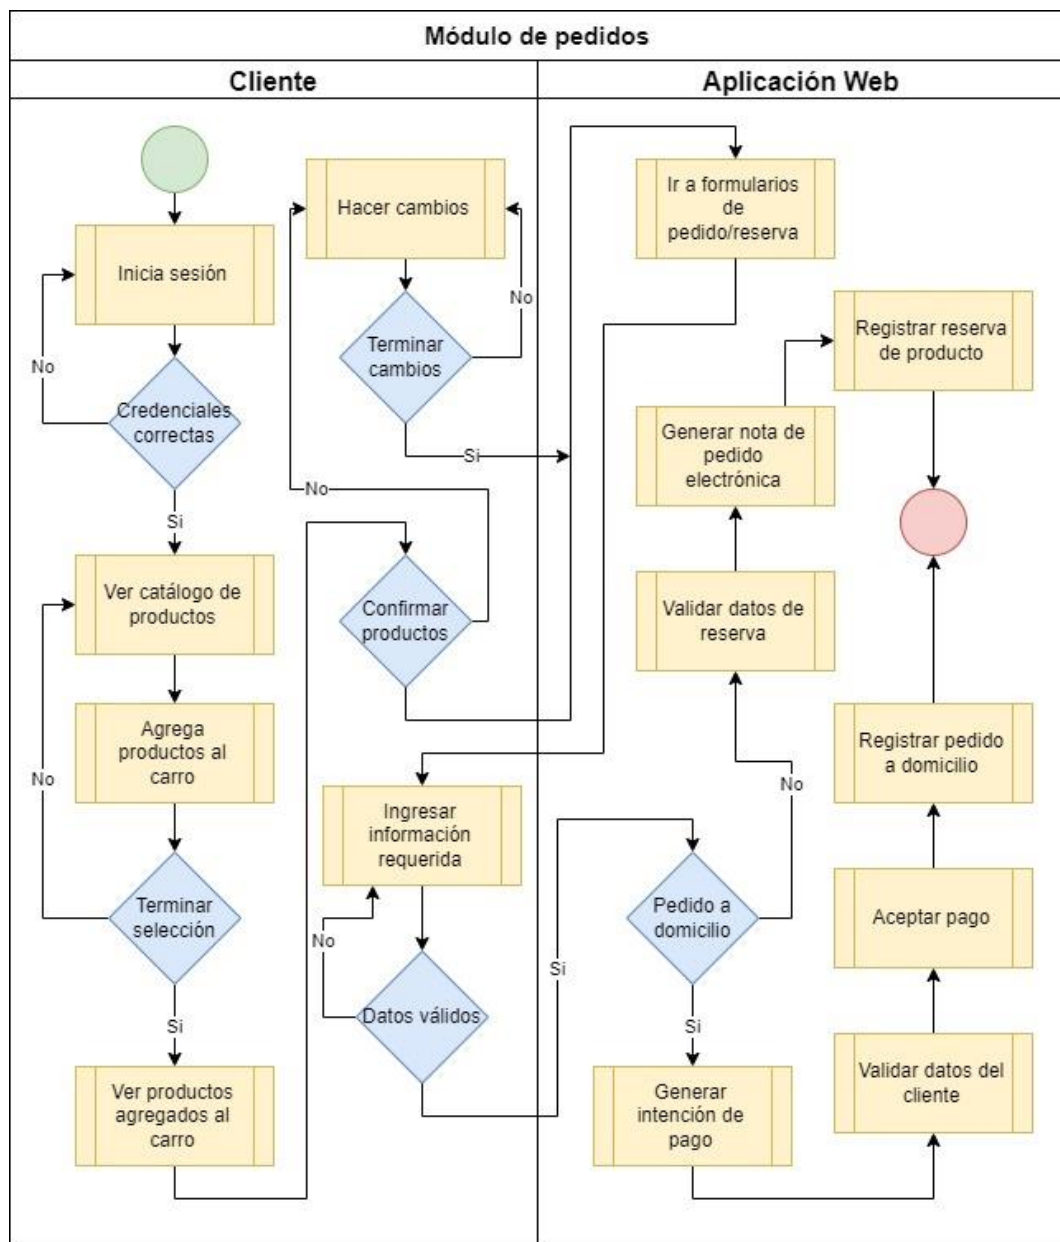 Módulo de pedidos
Cliente
Aplicación Web
Inicia sesión
No
Credenciales
correctas
Si
Ver catálogo de
productos
Agrega
productos al
carro
No
Terminar
selección
Si
Ver productos
agregados al
carro
Hacer cambios
No
Terminar
cambios
Si
No
Confirmar
productos
Ingresar
información
requerida
No
Datos válidos
Si
Ir a formularios
de
pedido/reserva
Registrar reserva
de producto
Generar nota de
pedido
electrónica
Validar datos de
reserva
No
Pedido a
domicilio
Si
Generar
intención de
pago
Registrar pedido
a domicilio
Aceptar pago
Validar datos del
cliente